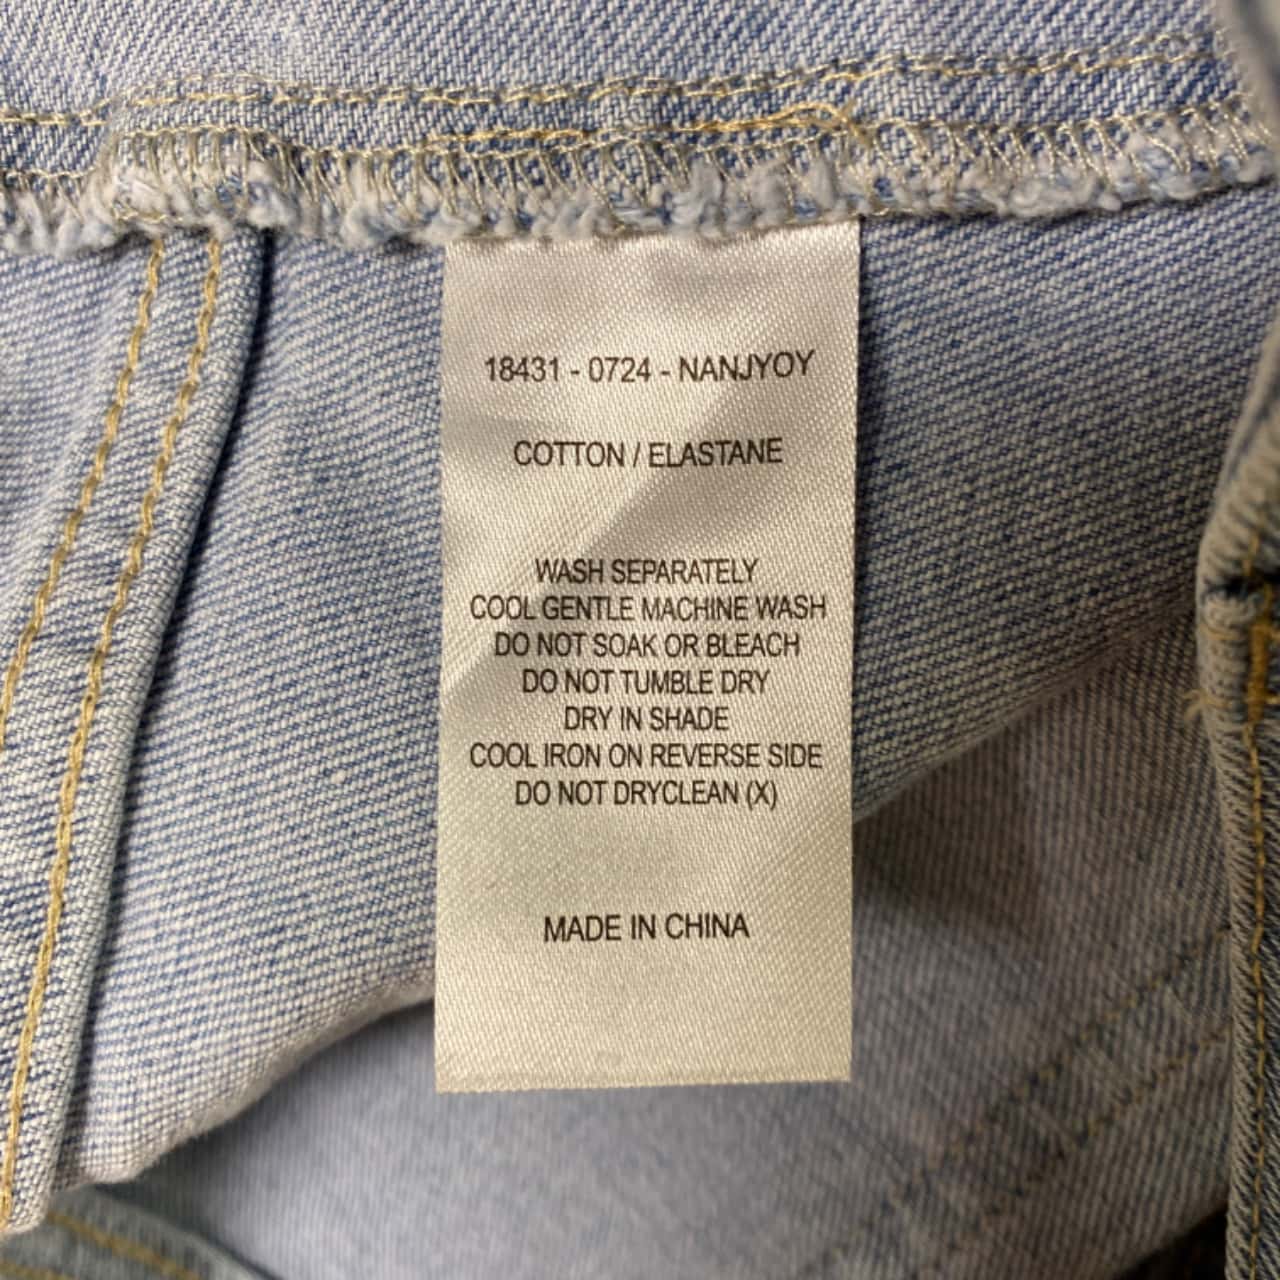 18431 - 0724 - NANJYOY
COTTON / ELASTANE
WASH SEPARATELY
COOL GENTLE MACHINE WASH
DO NOT SOAK OR BLEACH
DO NOT TUMBLE DRY
DRY IN SHADE
COOL IRON ON REVERSE SIDE
DO NOT DRYCLEAN (X)
MADE IN CHINA